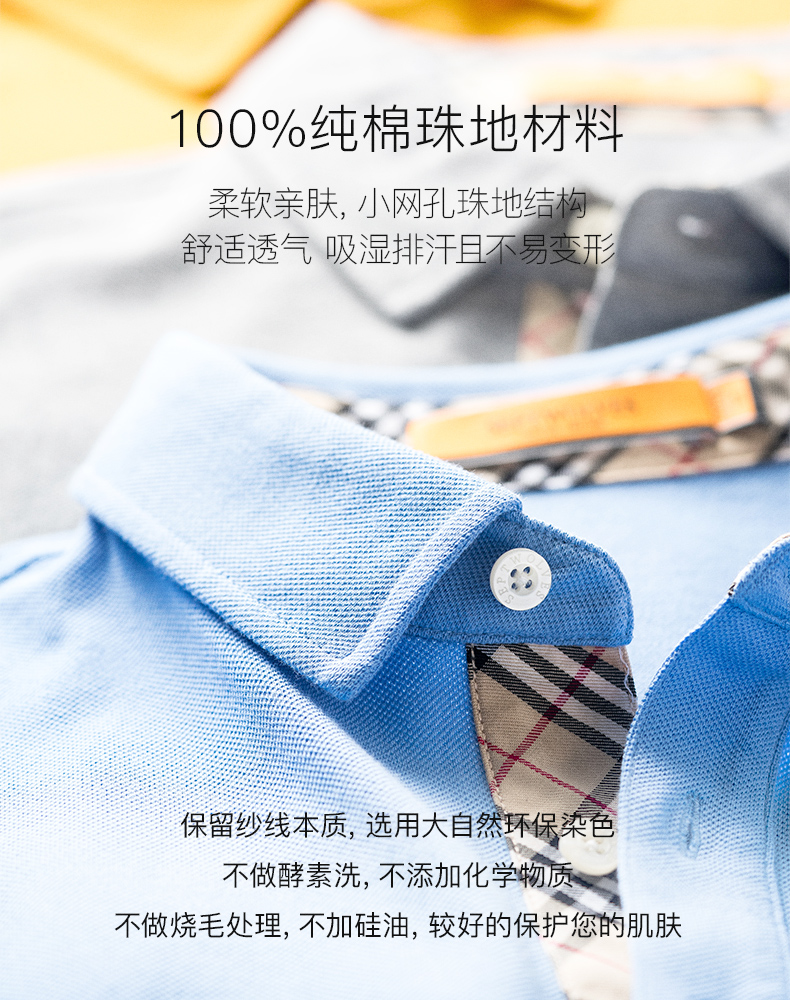 100%纯棉珠地材料
柔软亲肤, 小网孔珠地结构
舒适透气 吸湿排汗且不易变形
保留纱线本质, 选用大自然环保染色
不做酵素洗, 不添加化学物质
不做烧毛处理, 不加硅油, 较好的保护您的肌肤